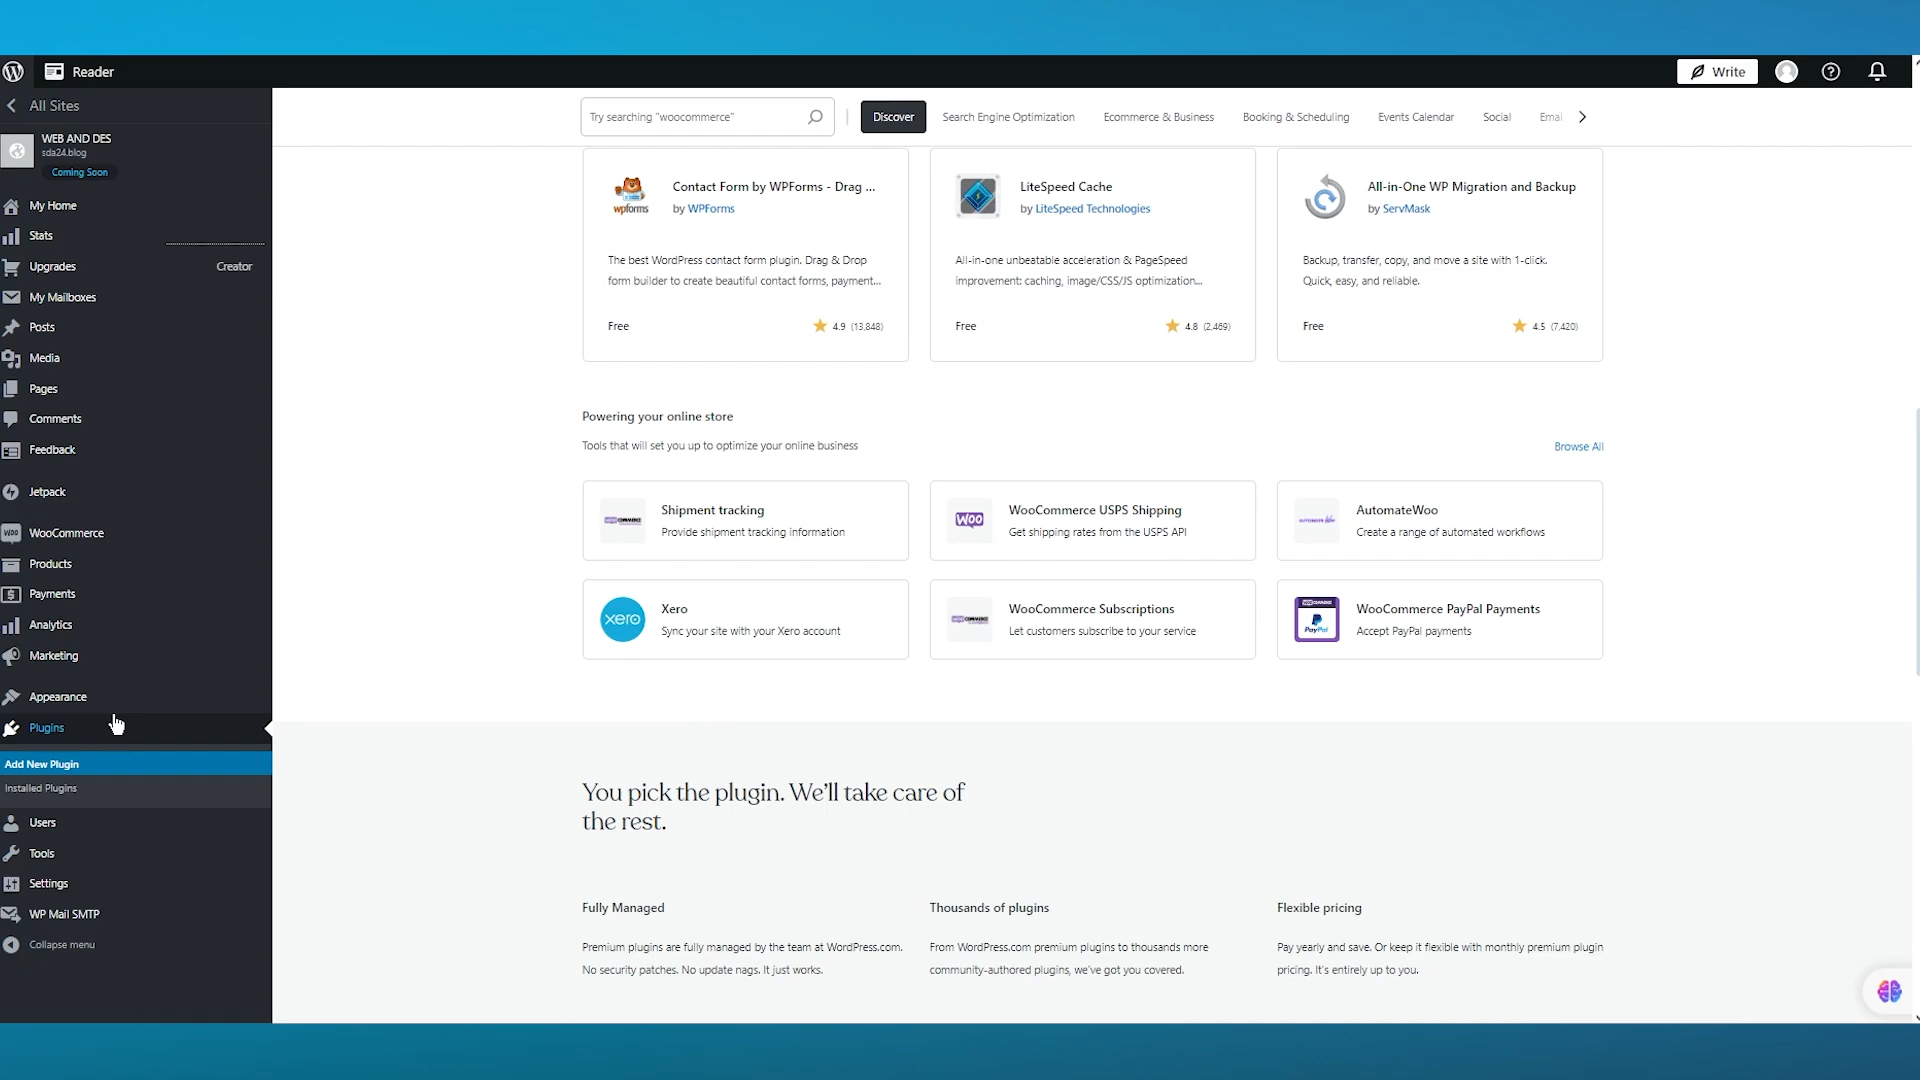 Reader
Write
All Sites
WEB AND DES
sda24.blog
Coming Soon
My Home
Stats
Upgrades
Creator
My Mailboxes
Posts
Media
Pages
Comments
Feedback
Jetpack
WooCommerce
Products
Payments
Analytics
Marketing
Appearance
Plugins
Add New Plugin
Installed Plugins
Users
Tools
Settings
WP Mail SMTP
Collapse menu
Try searching "woocommerce"
Discover
Search Engine Optimization
Ecommerce & Business
Booking & Scheduling
Events Calendar
Social
Emai
wpforms
Contact Form by WPForms - Drag ...
by WPForms
The best WordPress contact form plugin. Drag & Drop
form builder to create beautiful contact forms, payment...
Free
4.9 (13,848)
LiteSpeed Cache
by LiteSpeed Technologies
All-in-one unbeatable acceleration & PageSpeed
improvement: caching, image/CSS/JS optimization...
Free
4.8 (2,469)
All-in-One WP Migration and Backup
by ServMask
Backup, transfer, copy, and move a site with 1-click.
Quick, easy, and reliable.
Free
4.5 (7,420)
Powering your online store
Tools that will set you up to optimize your online business
Browse All
Shipment tracking
Provide shipment tracking information
WOO
WooCommerce USPS Shipping
Get shipping rates from the USPS API
AutomateWoo
Create a range of automated workflows
xero
Xero
Sync your site with your Xero account
WooCommerce Subscriptions
Let customers subscribe to your service
PayPal
WooCommerce PayPal Payments
Accept PayPal payments
You pick the plugin. We'll take care of
the rest.
Fully Managed
Premium plugins are fully managed by the team at WordPress.com.
No security patches. No update nags. It just works.
Thousands of plugins
From WordPress.com premium plugins to thousands more
community-authored plugins, we've got you covered.
Flexible pricing
Pay yearly and save. Or keep it flexible with monthly premium plugin
pricing. It's entirely up to you.